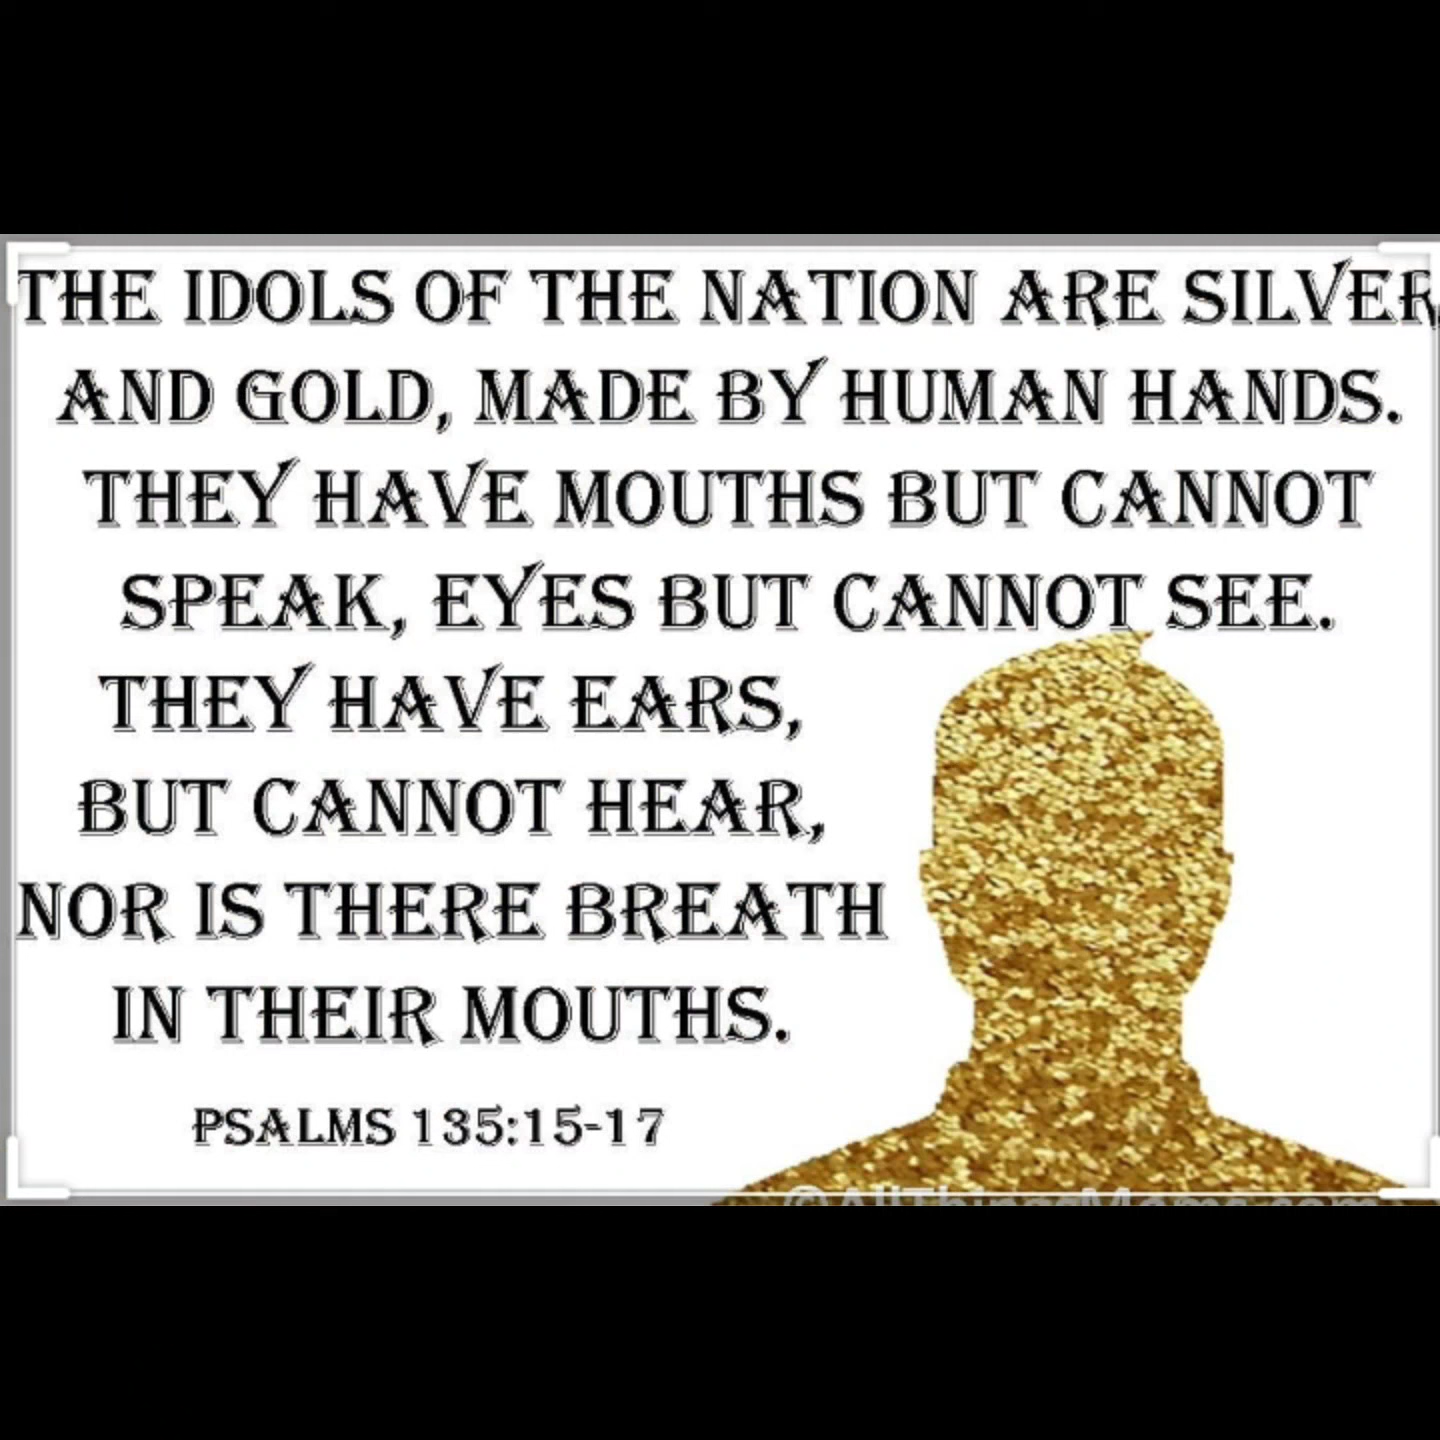 THE IDOLS OF THE NATION ARE SILVER
AND GOLD, MADE BY HUMAN HANDS.
THEY HAVE MOUTHS BUT CANNOT
SPEAK, EYES BUT CANNOT SEE.
THEY HAVE EARS,
BUT CANNOT HEAR,
NOR IS THERE BREATH
IN THEIR MOUTHS.
PSALMS 135:15-17